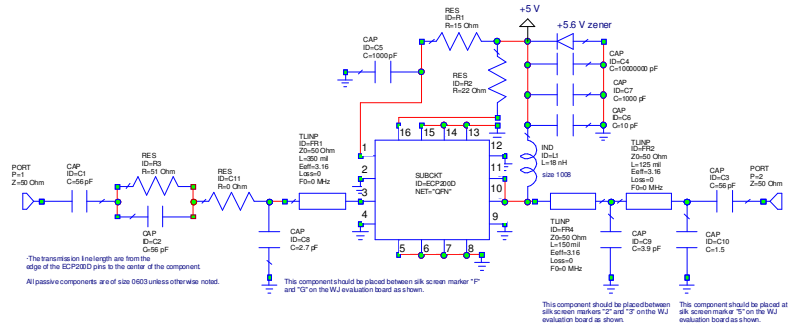 +5 V
+5.6 V zener
RES
ID=R1
R=15 Ohm
CAP
ID=C5
C=1000 pF
CAP
ID=C4
C=10000000 pF
RES
ID=R2
R=22 Ohm
CAP
ID=C7
C=1000 pF
CAP
ID=C6
C=10 pF
16
15
14
13
1
2
3
4
12
11
10
9
5
6
7
8
SUBCKT
ID=ECP200D
NET="QFN"
IND
ID=L1
L=18 nH
size 1008
TLINP
ID=FR1
Z0=50 Ohm
L=350 mil
Eeff=3.16
Loss=0
F0=0 MHz
TLINP
ID=FR2
Z0=50 Ohm
L=125 mil
Eeff=3.16
Loss=0
F0=0 MHz
PORT
P=1
Z=50 Ohm
CAP
ID=C1
C=56 pF
RES
ID=R3
R=51 Ohm
RES
ID=C11
R=0 Ohm
CAP
ID=C2
C=56 pF
CAP
ID=C8
C=2.7 pF
TLINP
ID=FR4
Z0=50 Ohm
L=150 mil
Eeff=3.16
Loss=0
F0=0 MHz
CAP
ID=C9
C=3.9 pF
CAP
ID=C10
C=1.5
CAP
ID=C3
C=56 pF
PORT
P=2
Z=50 Ohm
-The transmission line length are from the
edge of the ECP200D pins to the center of the component.
All passive components are of size 0603 unless otherwise noted.
This component should be placed between silk screen marker "F"
and "G" on the WJ evaluation board as shown.
This component should be placed between
silk screen markers "2" and "3" on the WJ
evaluation board as shown.
This component should be placed at
silk screen marker "5" on the WJ
evaluation board as shown.